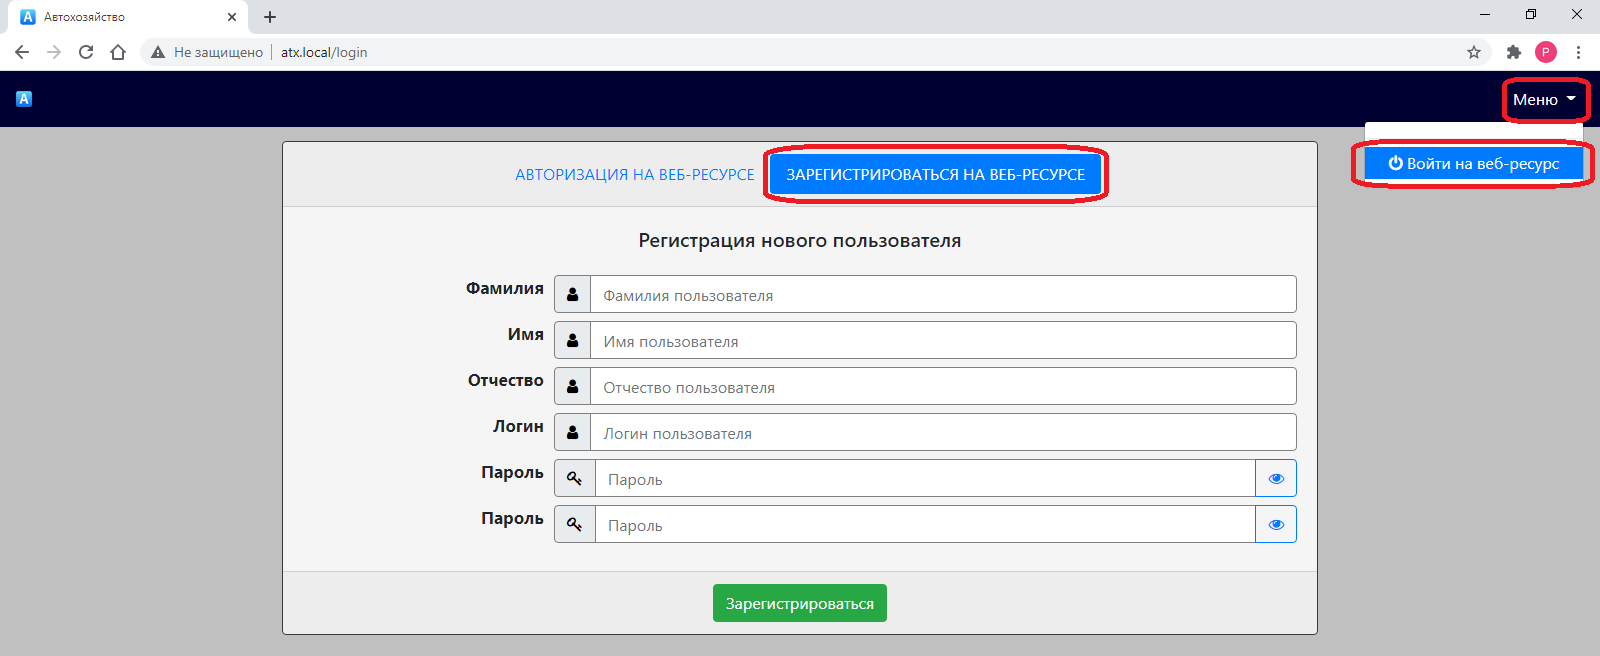 A Автохозяйство
Не защищено atx.local/login P
A Меню
Войти на веб-ресурс
АВТОРИЗАЦИЯ НА ВЕБ-РЕСУРСЕ ЗАРЕГИСТРИРОВАТЬСЯ НА ВЕБ-РЕСУРСЕ
Регистрация нового пользователя
Фамилия Фамилия пользователя
Имя Имя пользователя
Отчество Отчество пользователя
Логин Логин пользователя
Пароль Пароль
Пароль Пароль
Зарегистрироваться